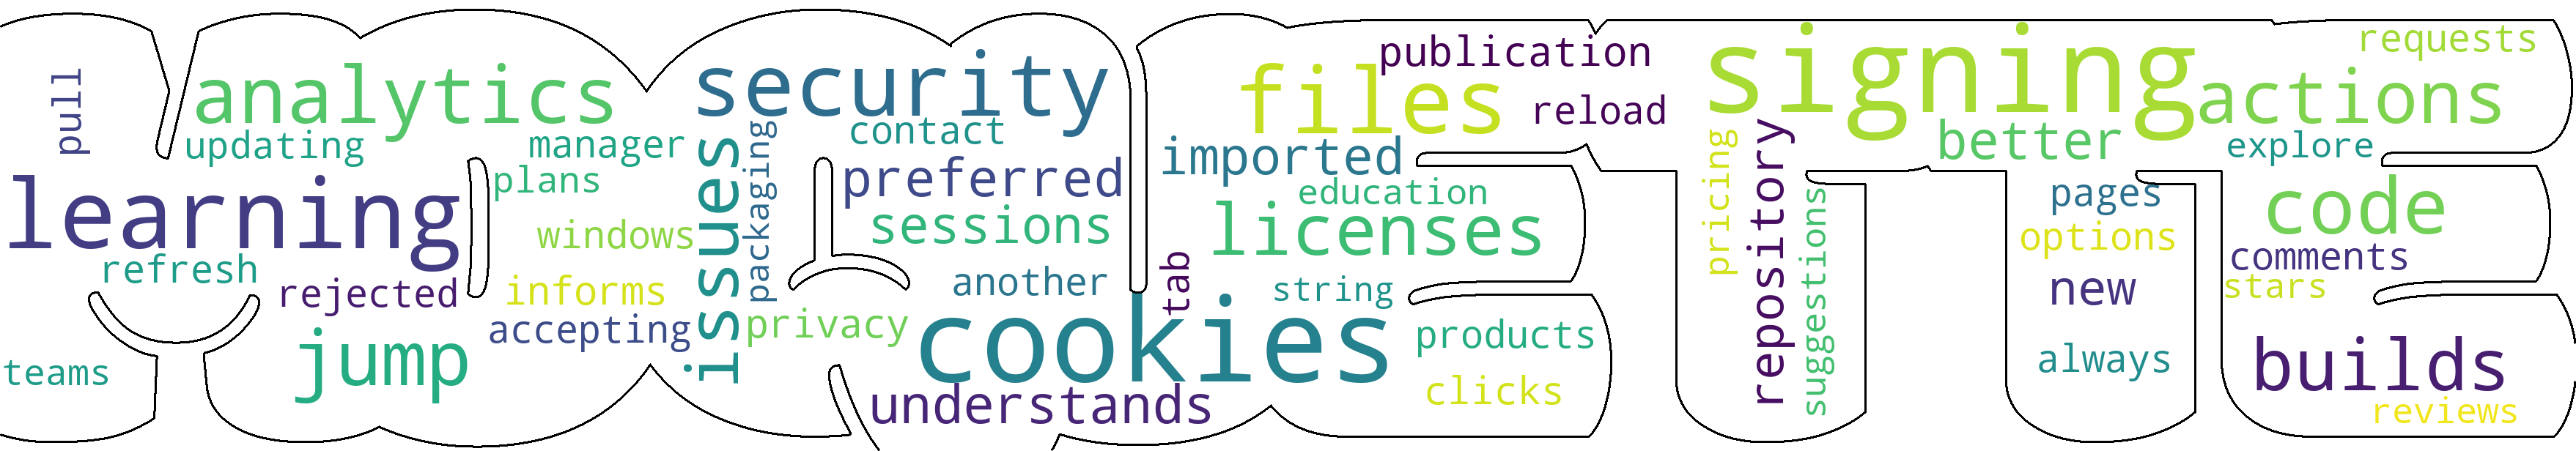 pull
analytics
updating
manager
plans
learning
windows
refresh
rejected
informs
accepting
jump
teams
security
issues
packaging
contact
preferred
sessions
another
privacy
cookies
understands
files
publication
reload
imported
education
licenses
tab
string
products
clicks
signing
requests
actions
better
explore
pricing
repository
suggestions
pages
options
new
always
code
comments
stars
builds
reviews